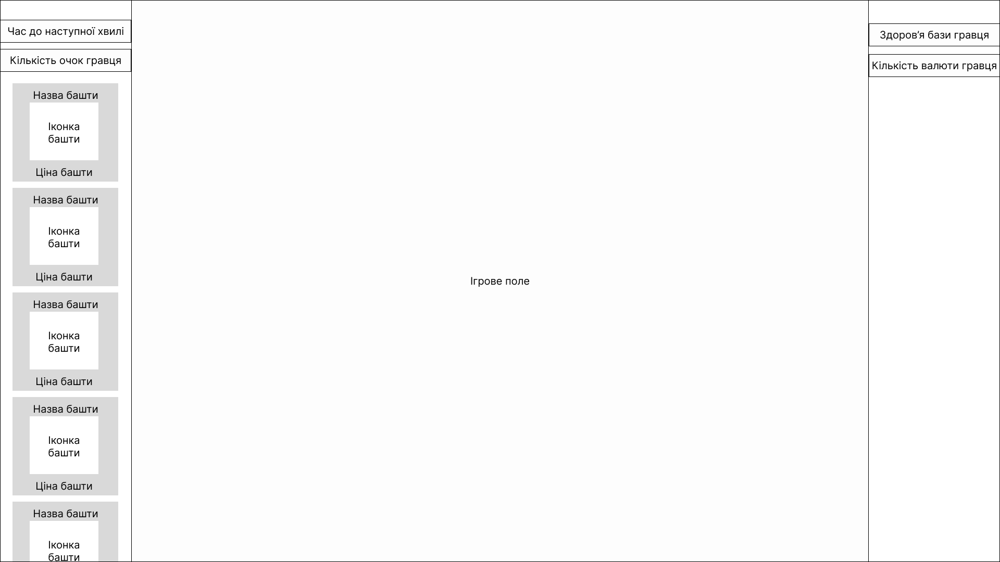 Час до наступної хвилі
Кількість очок гравця
Назва башти
Іконка
башти
Ціна башти
Назва башти
Іконка
башти
Ціна башти
Назва башти
Іконка
башти
Ціна башти
Назва башти
Іконка
башти
Ціна башти
Назва башти
Іконка
башти
Ігрове поле
Здоров’я бази гравця
Кількість валюти гравця